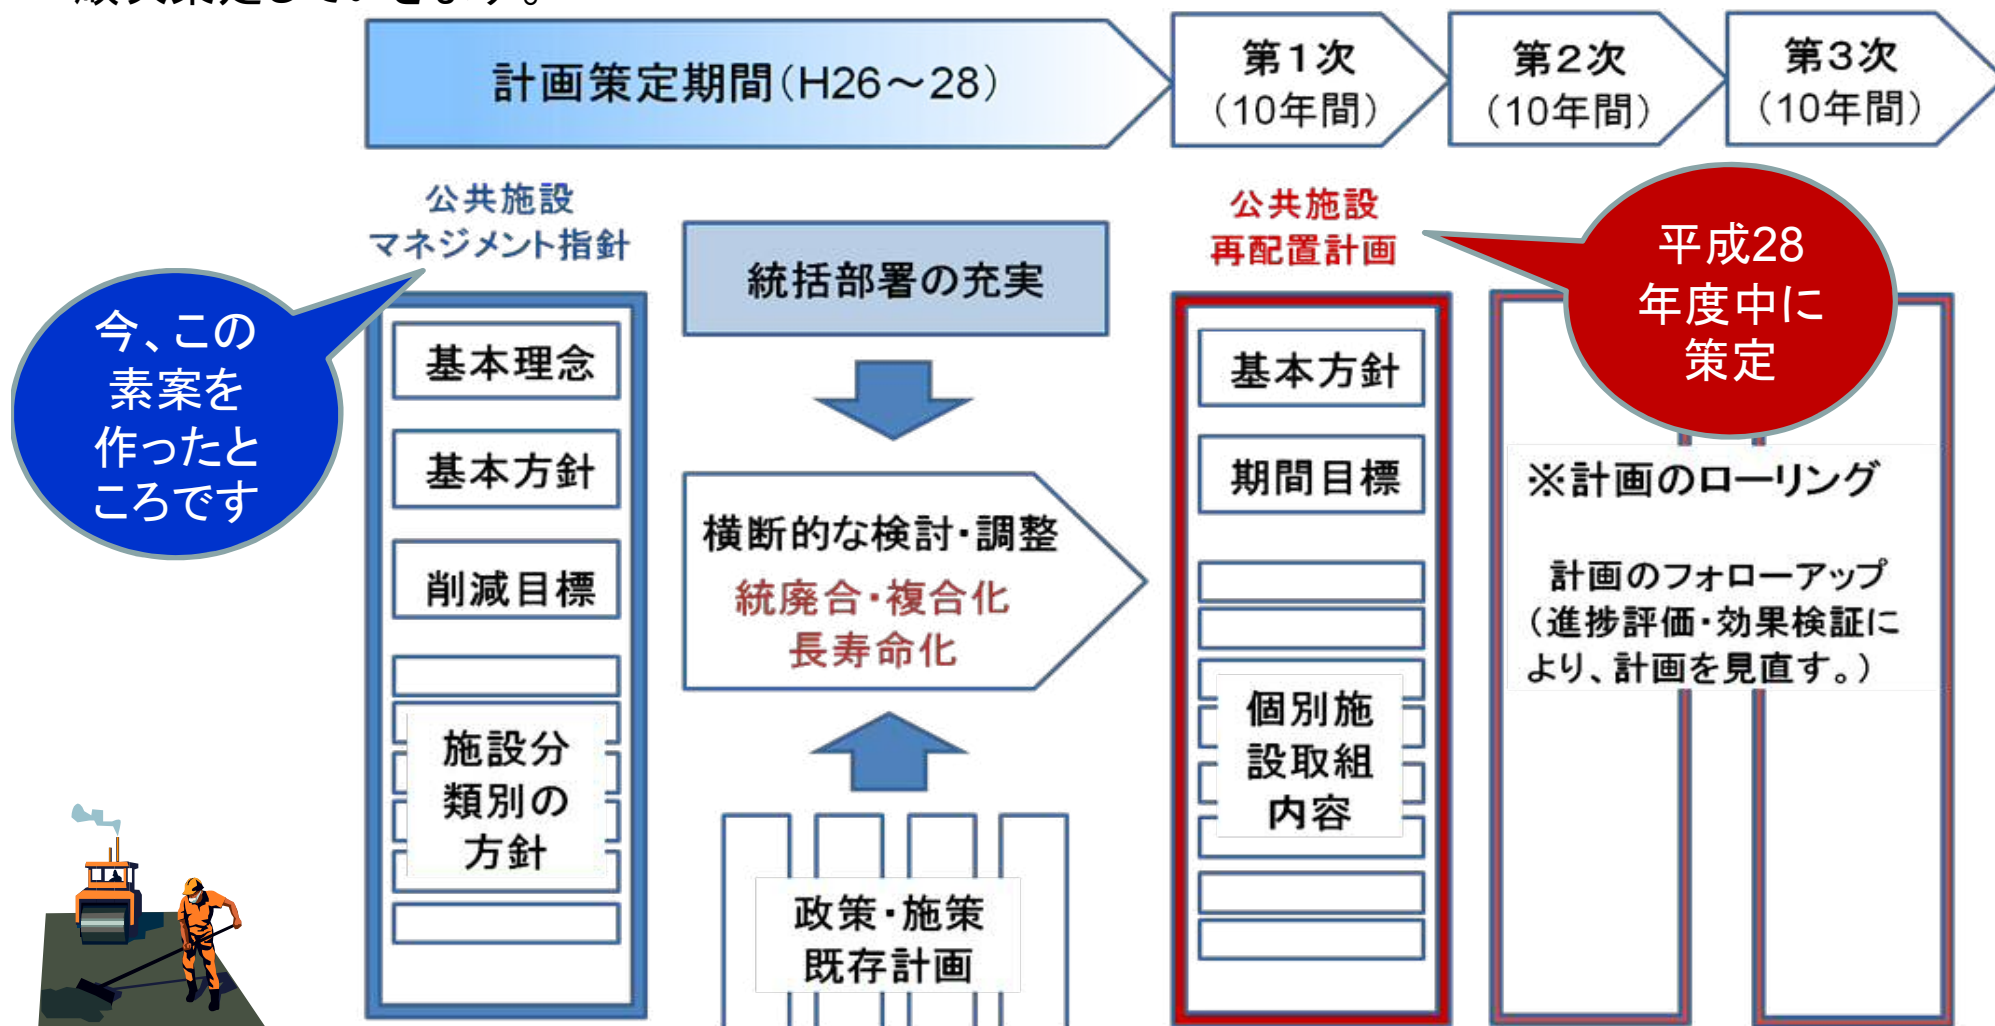 計画策定期間(H26～28)
第1次
(10年間)
第2次
(10年間)
第3次
(10年間)
公共施設
マネジメント指針
今、この
素案を
作ったと
ころです
基本理念
基本方針
削減目標
施設分
類別の
方針
統括部署の充実
横断的な検討・調整
統廃合・複合化
長寿命化
政策・施策
既存計画
公共施設
再配置計画
平成28
年度中に
策定
基本方針
期間目標
個別施
設取組
内容
※計画のローリング
計画のフォローアップ
(進捗評価・効果検証に
より、計画を見直す。)